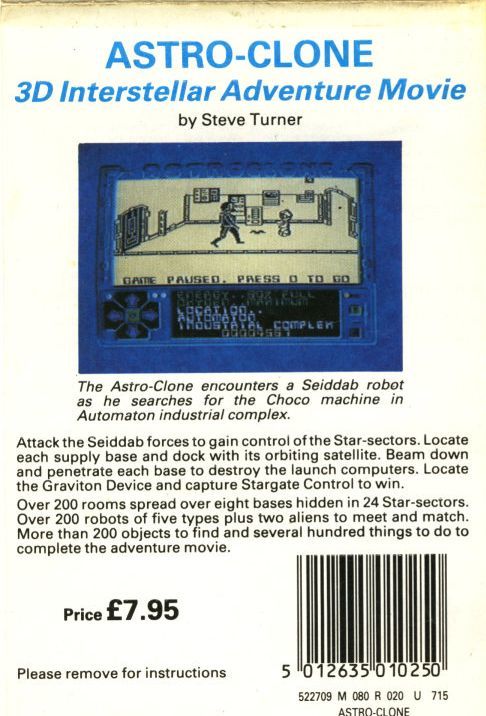 ASTRO-CLONE
3D Interstellar Adventure Movie
by Steve Turner
ASTROCLONE
GAME PAUSED. PRESS O TO GO
ENERGY.. 90% FULL
LOCATION..
AUTOMATON
INDUSTRIAL COMPLEX
The Astro-Clone encounters a Seiddab robot
as he searches for the Choco machine in
Automaton industrial complex.
Attack the Seiddab forces to gain control of the Star-sectors. Locate
each supply base and dock with its orbiting satellite. Beam down
and penetrate each base to destroy the launch computers. Locate
the Graviton Device and capture Stargate Control to win.
Over 200 rooms spread over eight bases hidden in 24 Star-sectors.
Over 200 robots of five types plus two aliens to meet and match.
More than 200 objects to find and several hundred things to do to
complete the adventure movie.
Price £7.95
Please remove for instructions
5 012635 010250
522709 M 080 R 020 U 715
ASTRO-CLONE